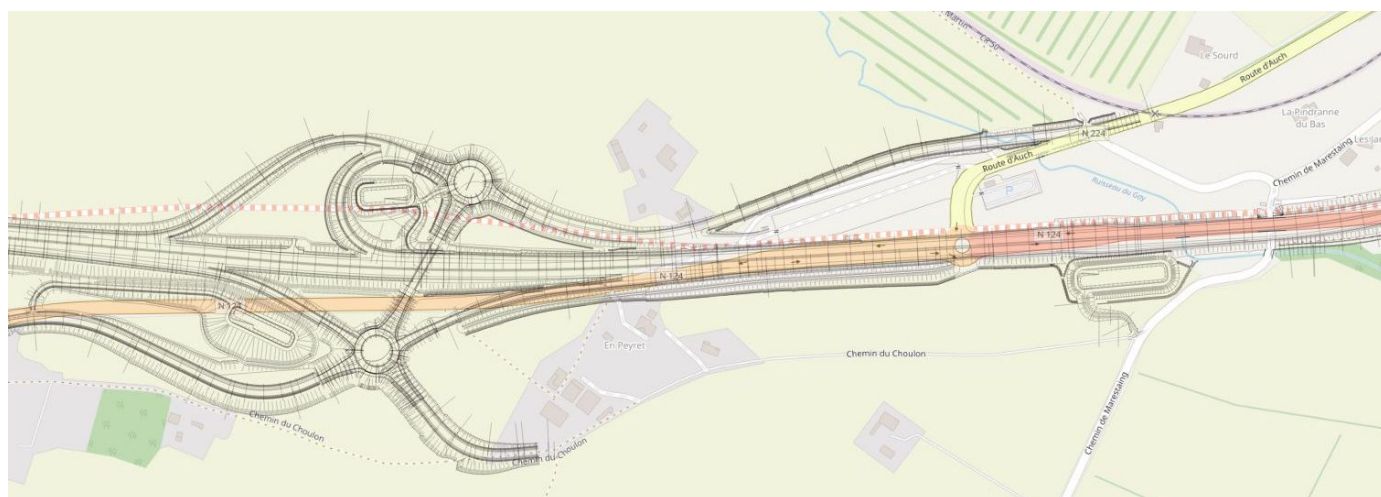 Martin
Le Sourd
Route d'Auch
La Pindranne
du Bas
N 224
Route d'Auch
Chemin de Marestaing
P
Ruisseau du Goy
N 124
N 124
En Peyret
Chemin du Choulon
Chemin du Choulon
Chemin du Choulon
Chemin de Marestaing